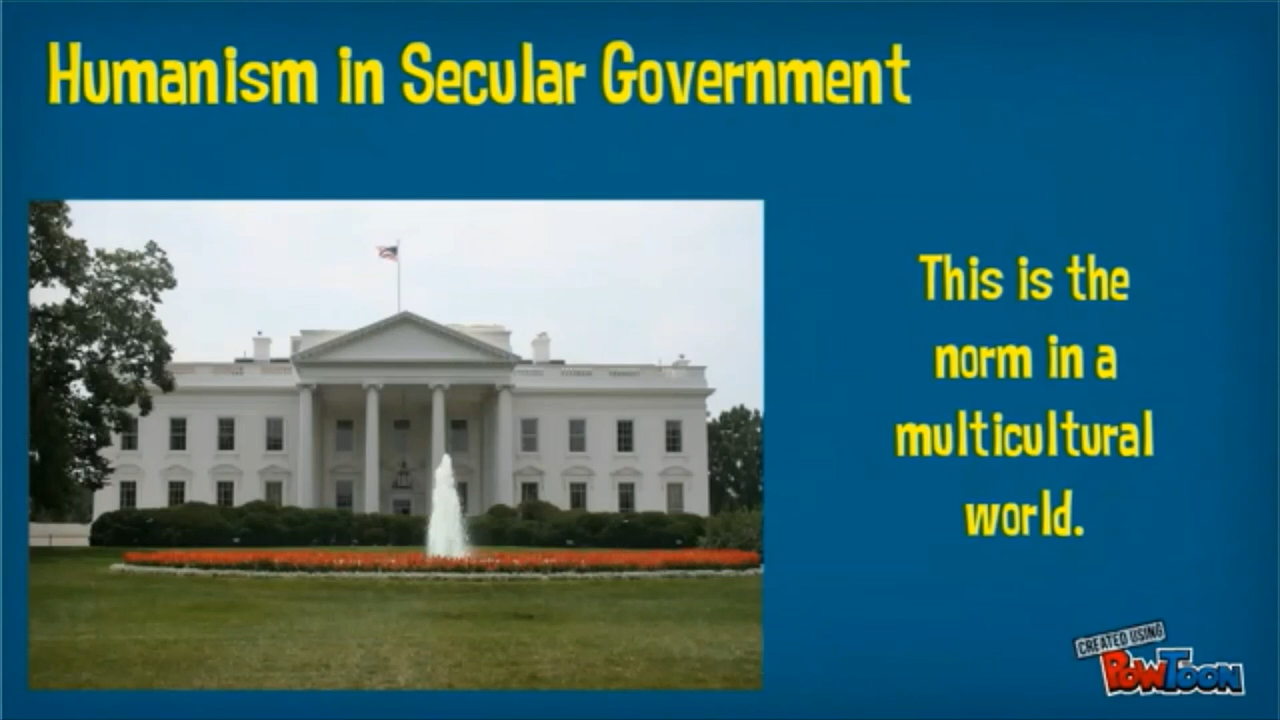 Humanism in Secular Government
This is the
norm in a
multicultural
world.
CREATED USING
POWTOON